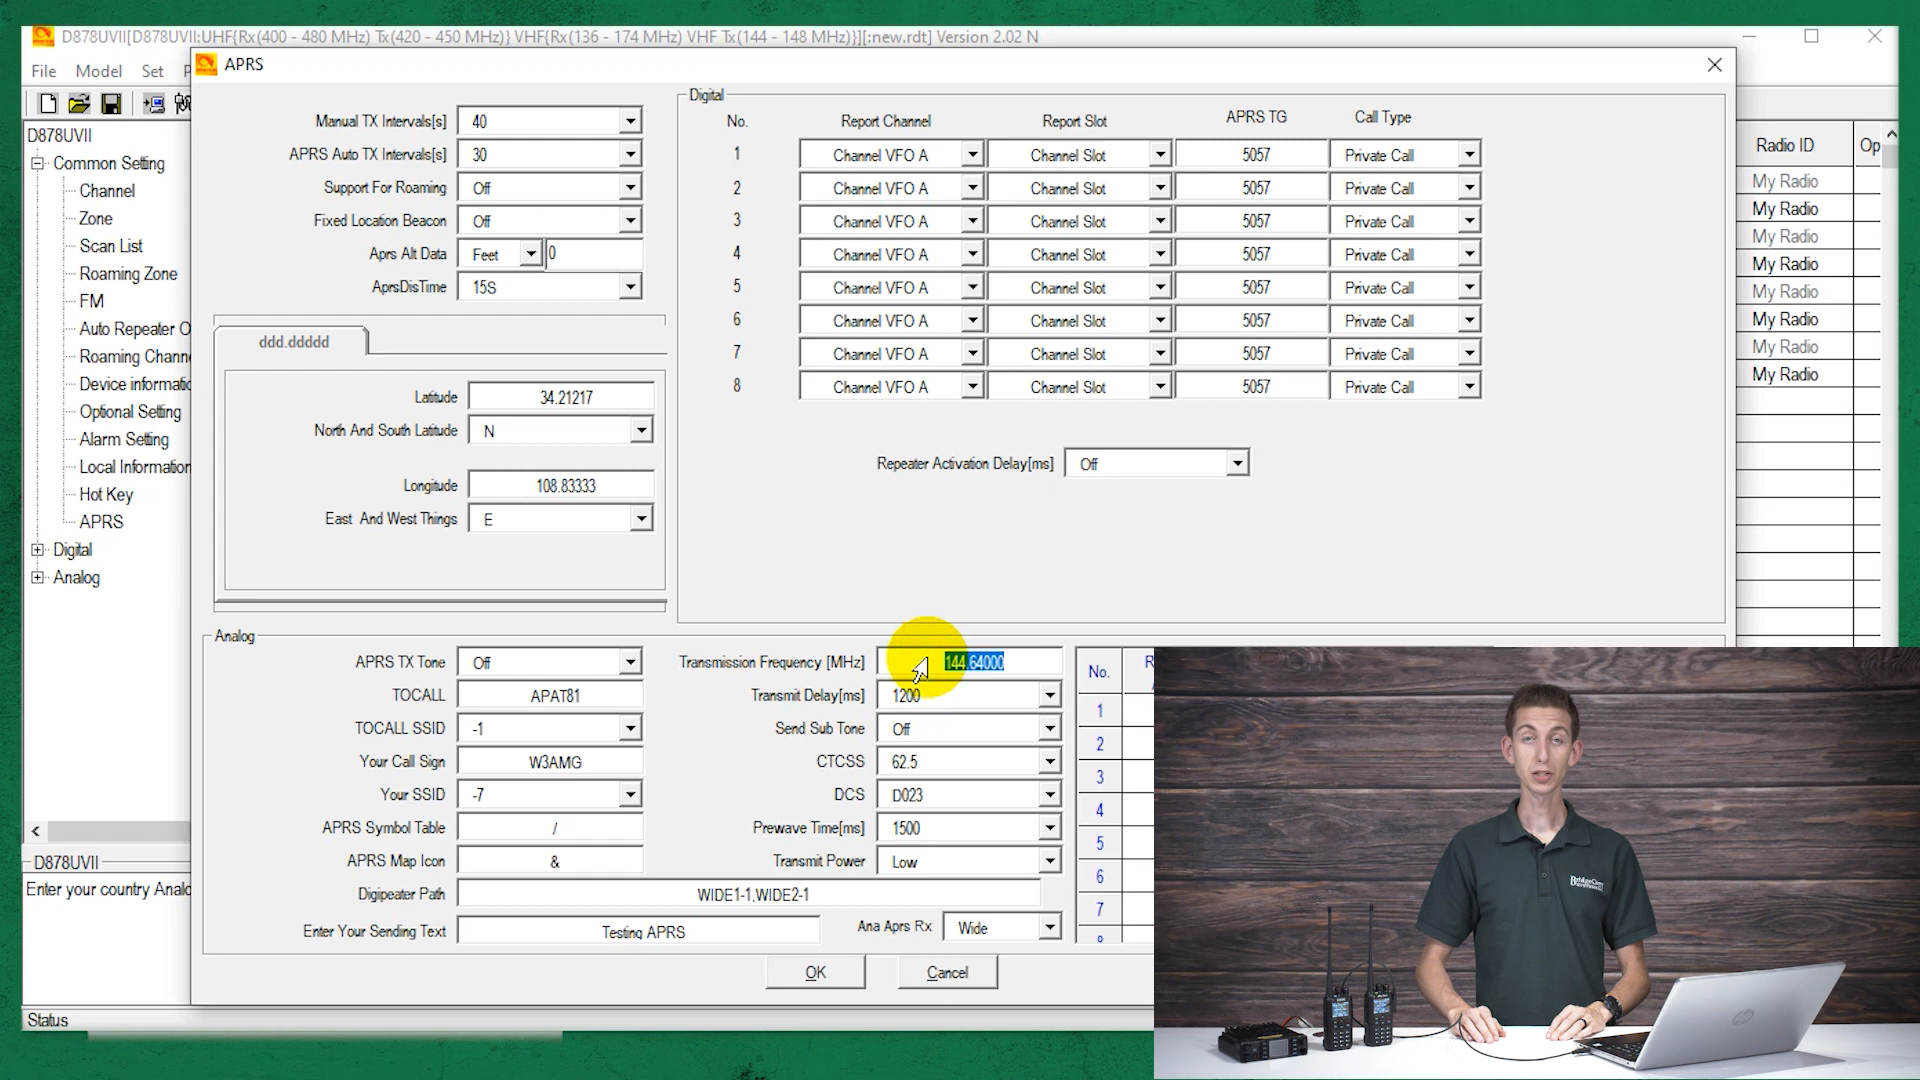 D878UVII[D878UVII:UHF{Rx(400 - 480 MHz) Tx(420 - 450 MHz)} VHF{Rx(136 - 174 MHz) VHF Tx(144 - 148 MHz)}][:new.rdt] Version 2.02 N
File Model Set P
APRS
D878UVII
Common Setting
Channel
Zone
Scan List
Roaming Zone
FM
Auto Repeater O
Roaming Chann
Device informatio
Optional Setting
Alarm Setting
Local Information
Hot Key
APRS
Digital
Analog
D878UVII
Enter your country Analo
Status
Manual TX Intervals[s] 40
APRS Auto TX Intervals[s] 30
Support For Roaming Off
Fixed Location Beacon Off
Aprs Alt Data Feet 0
AprsDisTime 15S
ddd.ddddd
Latitude 34.21217
North And South Latitude N
Longitude 108.83333
East And West Things E
Digital
No. Report Channel Report Slot APRS TG Call Type
1 Channel VFO A Channel Slot 5057 Private Call
2 Channel VFO A Channel Slot 5057 Private Call
3 Channel VFO A Channel Slot 5057 Private Call
4 Channel VFO A Channel Slot 5057 Private Call
5 Channel VFO A Channel Slot 5057 Private Call
6 Channel VFO A Channel Slot 5057 Private Call
7 Channel VFO A Channel Slot 5057 Private Call
8 Channel VFO A Channel Slot 5057 Private Call
Repeater Activation Delay[ms] Off
Radio ID Op
My Radio
My Radio
My Radio
My Radio
My Radio
My Radio
My Radio
My Radio
Analog
APRS TX Tone Off
TOCALL APAT81
TOCALL SSID -1
Your Call Sign W3AMG
Your SSID -7
APRS Symbol Table /
APRS Map Icon &
Digipeater Path WIDE1-1,WIDE2-1
Enter Your Sending Text Testing APRS
Transmission Frequency [MHz] 144.64000
Transmit Delay[ms] 1200
Send Sub Tone Off
CTCSS 62.5
DCS D023
Prewave Time[ms] 1500
Transmit Power Low
Ana Aprs Rx Wide
No. R
1
2
3
4
5
6
7
8
OK Cancel
BridgeCom
hp